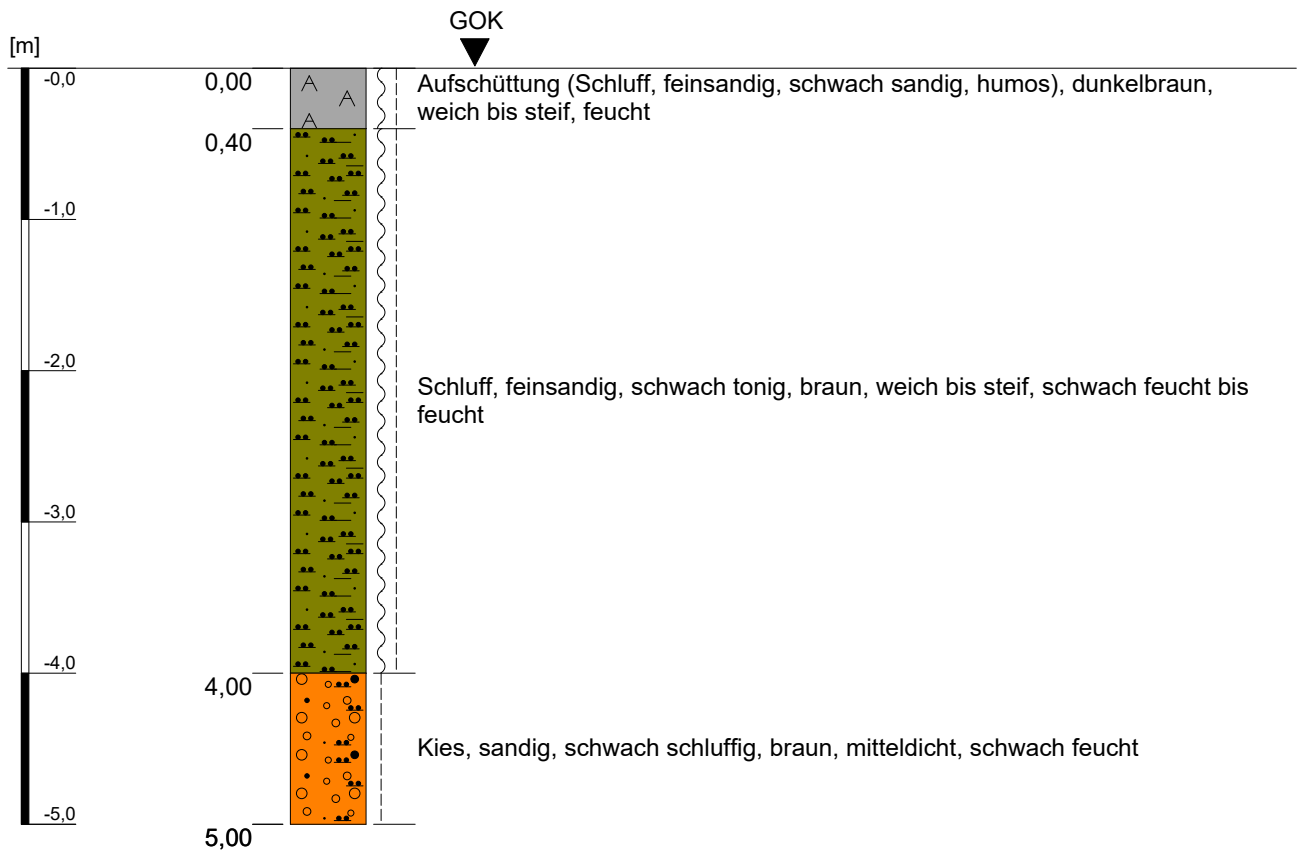 GOK
[m]
-0,0
0,00
Aufschüttung (Schluff, feinsandig, schwach sandig, humos), dunkelbraun,
weich bis steif, feucht
0,40
-1,0
-2,0
Schluff, feinsandig, schwach tonig, braun, weich bis steif, schwach feucht bis
feucht
-3,0
-4,0
4,00
Kies, sandig, schwach schluffig, braun, mitteldicht, schwach feucht
-5,0
5,00